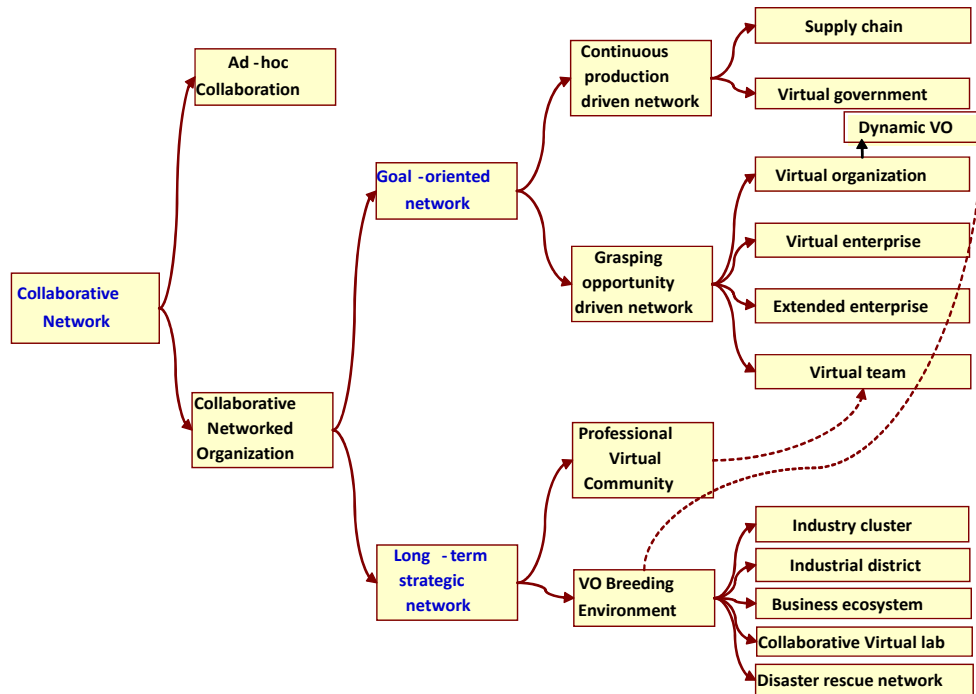 Ad -hoc
Collaboration
Continuous
production
driven network
Supply chain
Virtual government
Dynamic VO
Goal -oriented
network
Virtual organization
Virtual enterprise
Grasping
opportunity
driven network
Extended enterprise
Virtual team
Collaborative
Network
Collaborative
Networked
Organization
Professional
Virtual
Community
Long - term
strategic
network
VO Breeding
Environment
Industry cluster
Industrial district
Business ecosystem
Collaborative Virtual lab
Disaster rescue network